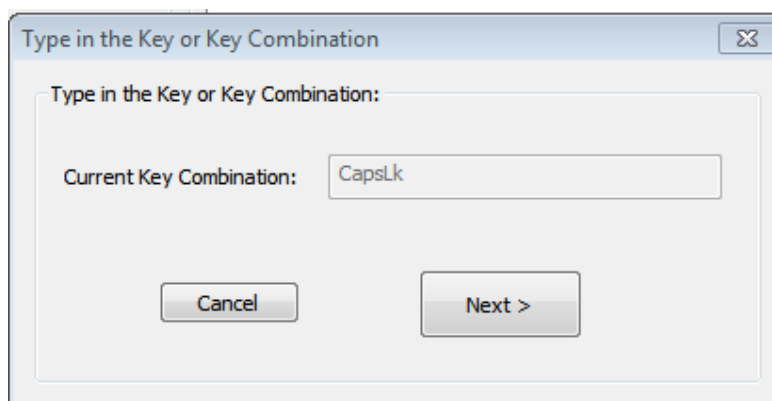 Type in the Key or Key Combination
Type in the Key or Key Combination:
Current Key Combination: CapsLk
Cancel Next >